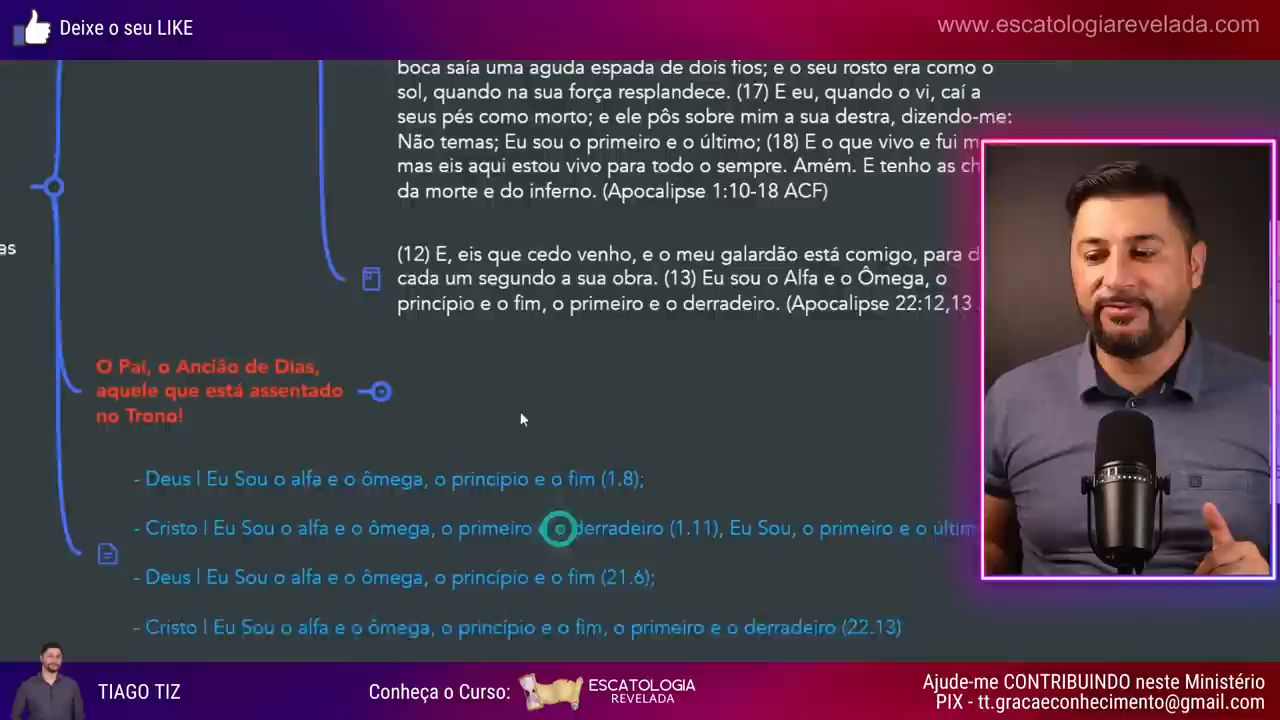 Deixe o seu LIKE
www.escatologiarevelada.com
boca saía uma aguda espada de dois fios; e o seu rosto era como o
sol, quando na sua força resplandece. (17) E eu, quando o vi, caí a
seus pés como morto; e ele pôs sobre mim a sua destra, dizendo-me:
Não temas; Eu sou o primeiro e o último; (18) E o que vivo e fui
mas eis aqui estou vivo para todo o sempre. Amém. E tenho as
da morte e do inferno. (Apocalipse 1:10-18 ACF)
as
(12) E, eis que cedo venho, e o meu galardão está comigo, para
cada um segundo a sua obra. (13) Eu sou o Alfa e o Ômega, o
princípio e o fim, o primeiro e o derradeiro. (Apocalipse 22:12,13
O Pai, o Ancião de Dias,
aquele que está assentado
no Trono!
- Deus | Eu Sou o alfa e o ômega, o princípio e o fim (1.8);
- Cristo | Eu Sou o alfa e o ômega, o primeiro e o derradeiro (1.11), Eu Sou, o primeiro e o
- Deus | Eu Sou o alfa e o ômega, o princípio e o fim (21.6);
- Cristo | Eu Sou o alfa e o ômega, o princípio e o fim, o primeiro e o derradeiro (22.13)
TIAGO TIZ
Conheça o Curso:
ESCATOLOGIA
REVELADA
Ajude-me CONTRIBUINDO neste Ministério
PIX - tt.gracaeconhecimento@gmail.com